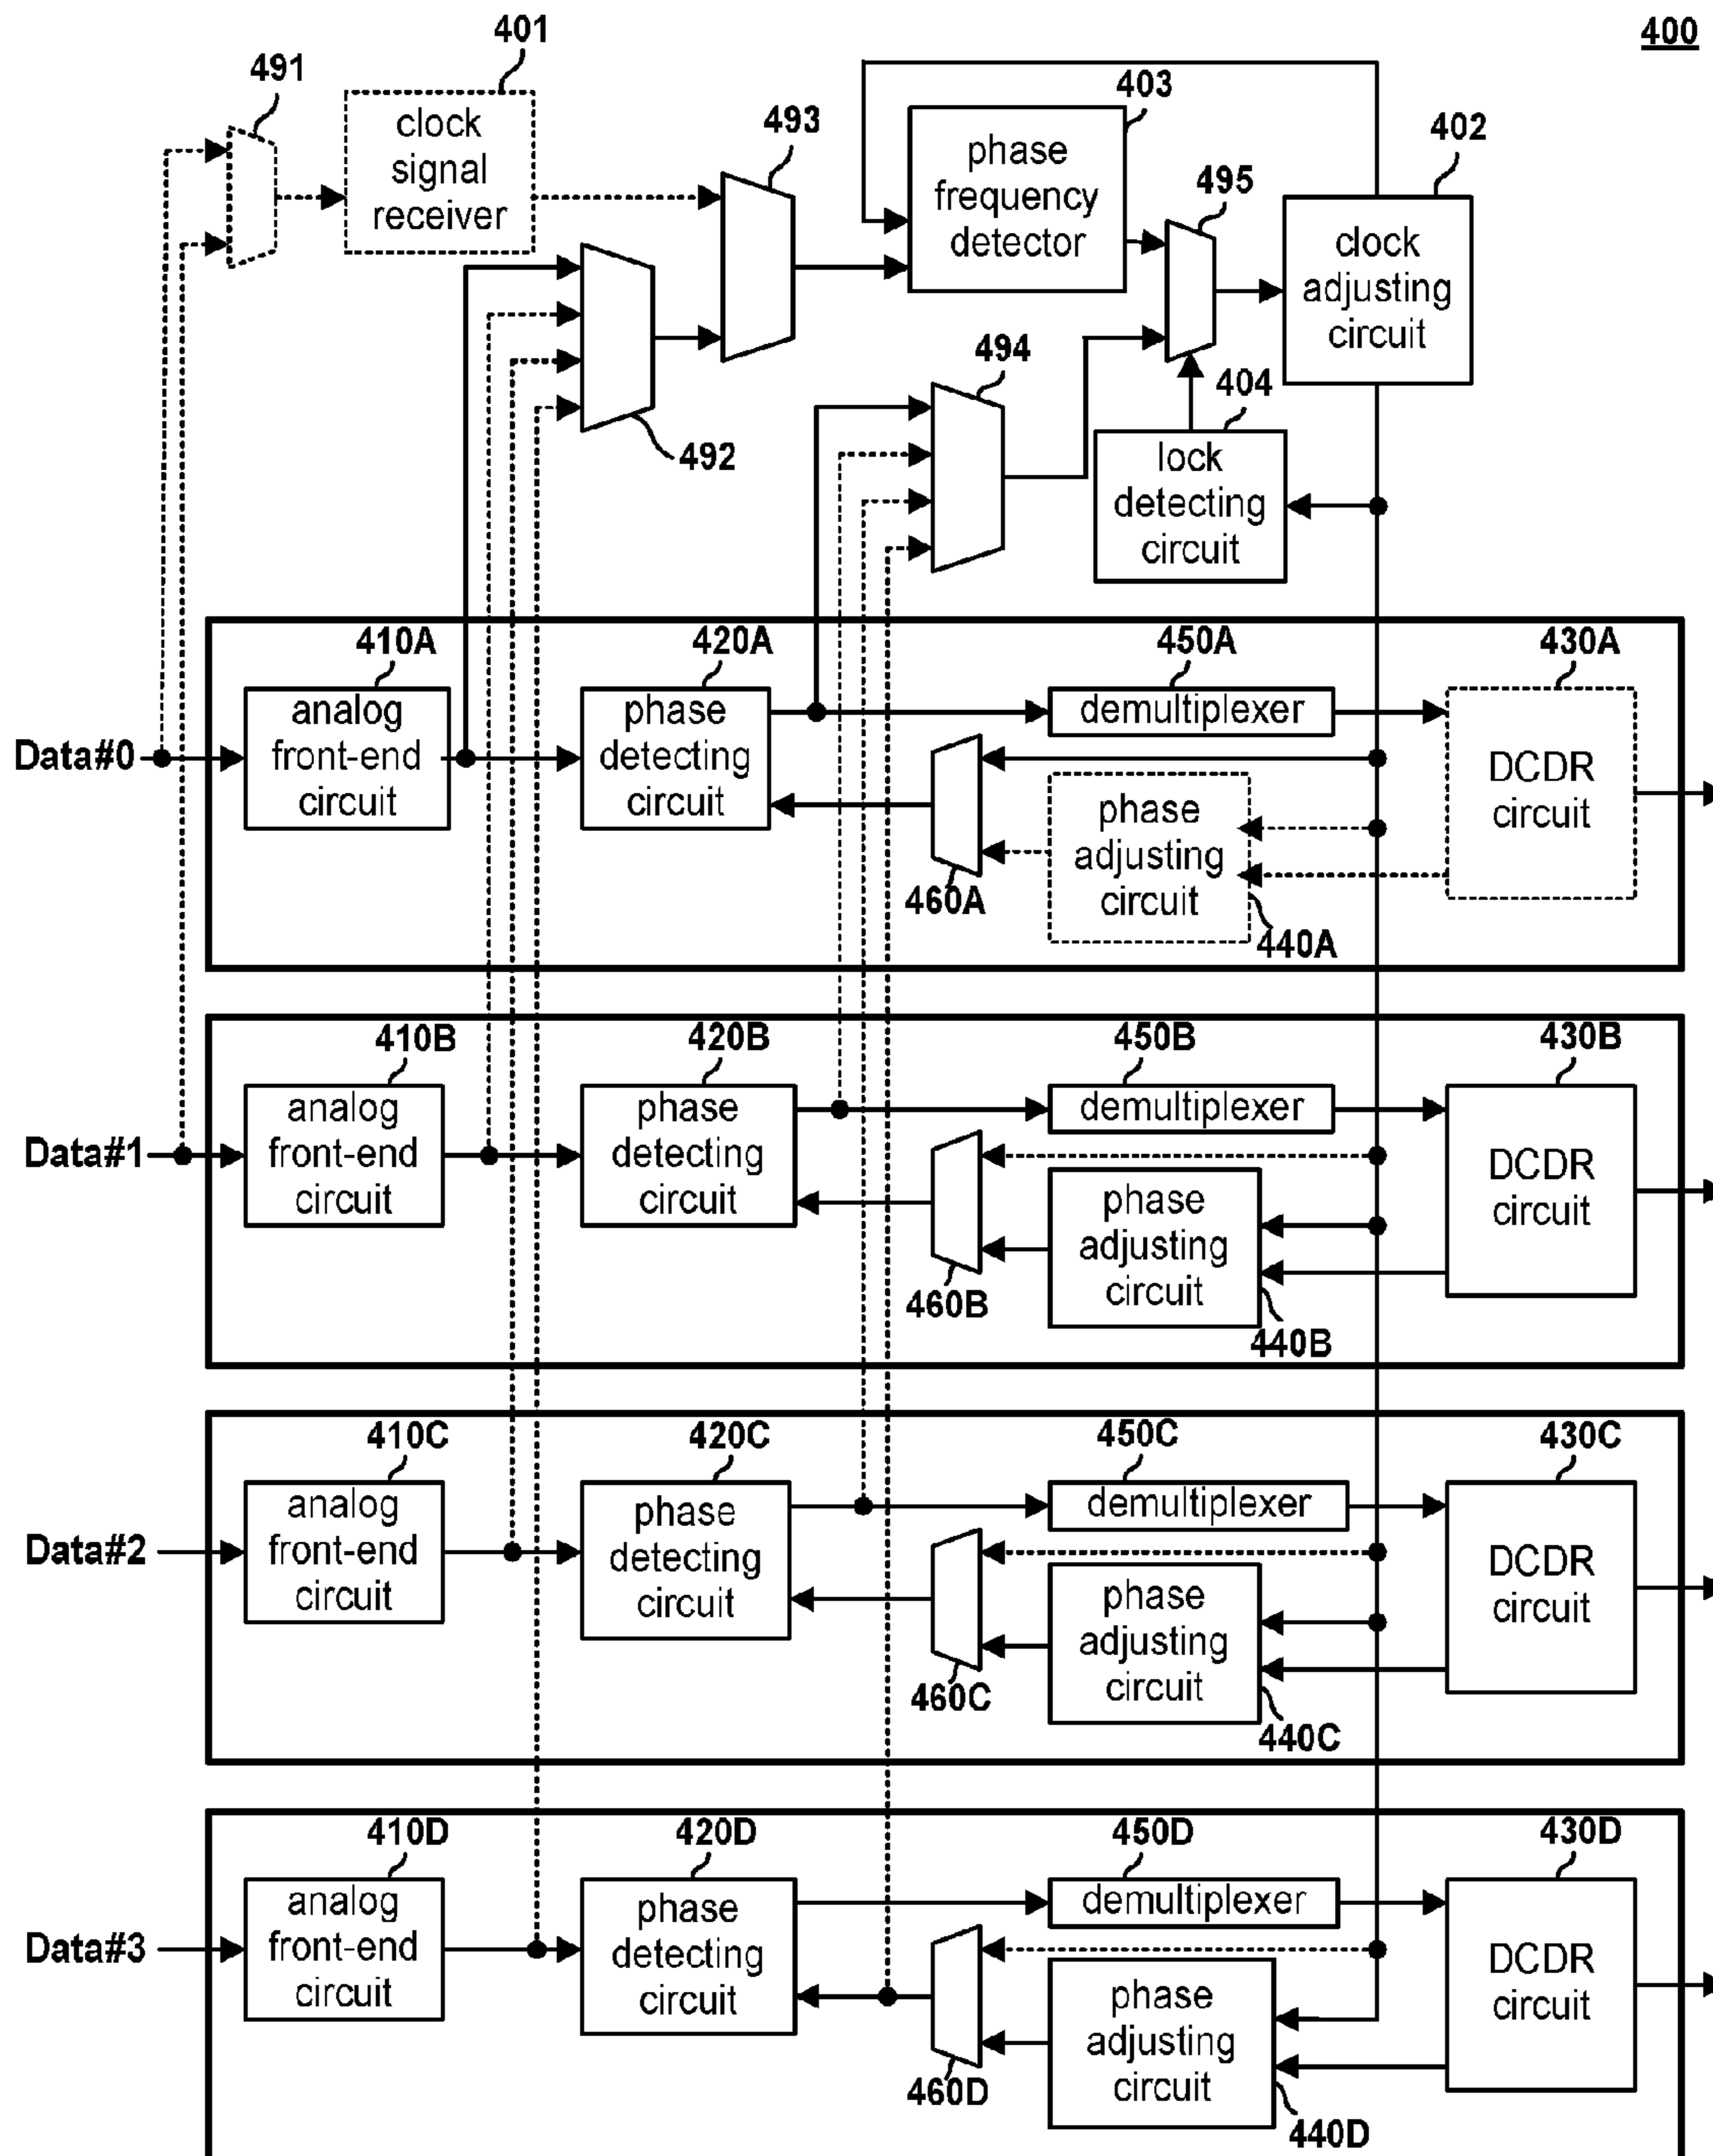 400
401
491
clock
signal
receiver
493
403
phase
frequency
detector
402
495
clock
adjusting
circuit
492
494
404
lock
detecting
circuit
410A
420A
450A
430A
Data#0
analog
front-end
circuit
phase
detecting
circuit
demultiplexer
DCDR
circuit
phase
adjusting
circuit
460A
440A
410B
420B
450B
430B
Data#1
analog
front-end
circuit
phase
detecting
circuit
demultiplexer
DCDR
circuit
phase
adjusting
circuit
460B
440B
410C
420C
450C
430C
Data#2
analog
front-end
circuit
phase
detecting
circuit
demultiplexer
DCDR
circuit
phase
adjusting
circuit
460C
440C
410D
420D
450D
430D
Data#3
analog
front-end
circuit
phase
detecting
circuit
demultiplexer
DCDR
circuit
phase
adjusting
circuit
460D
440D